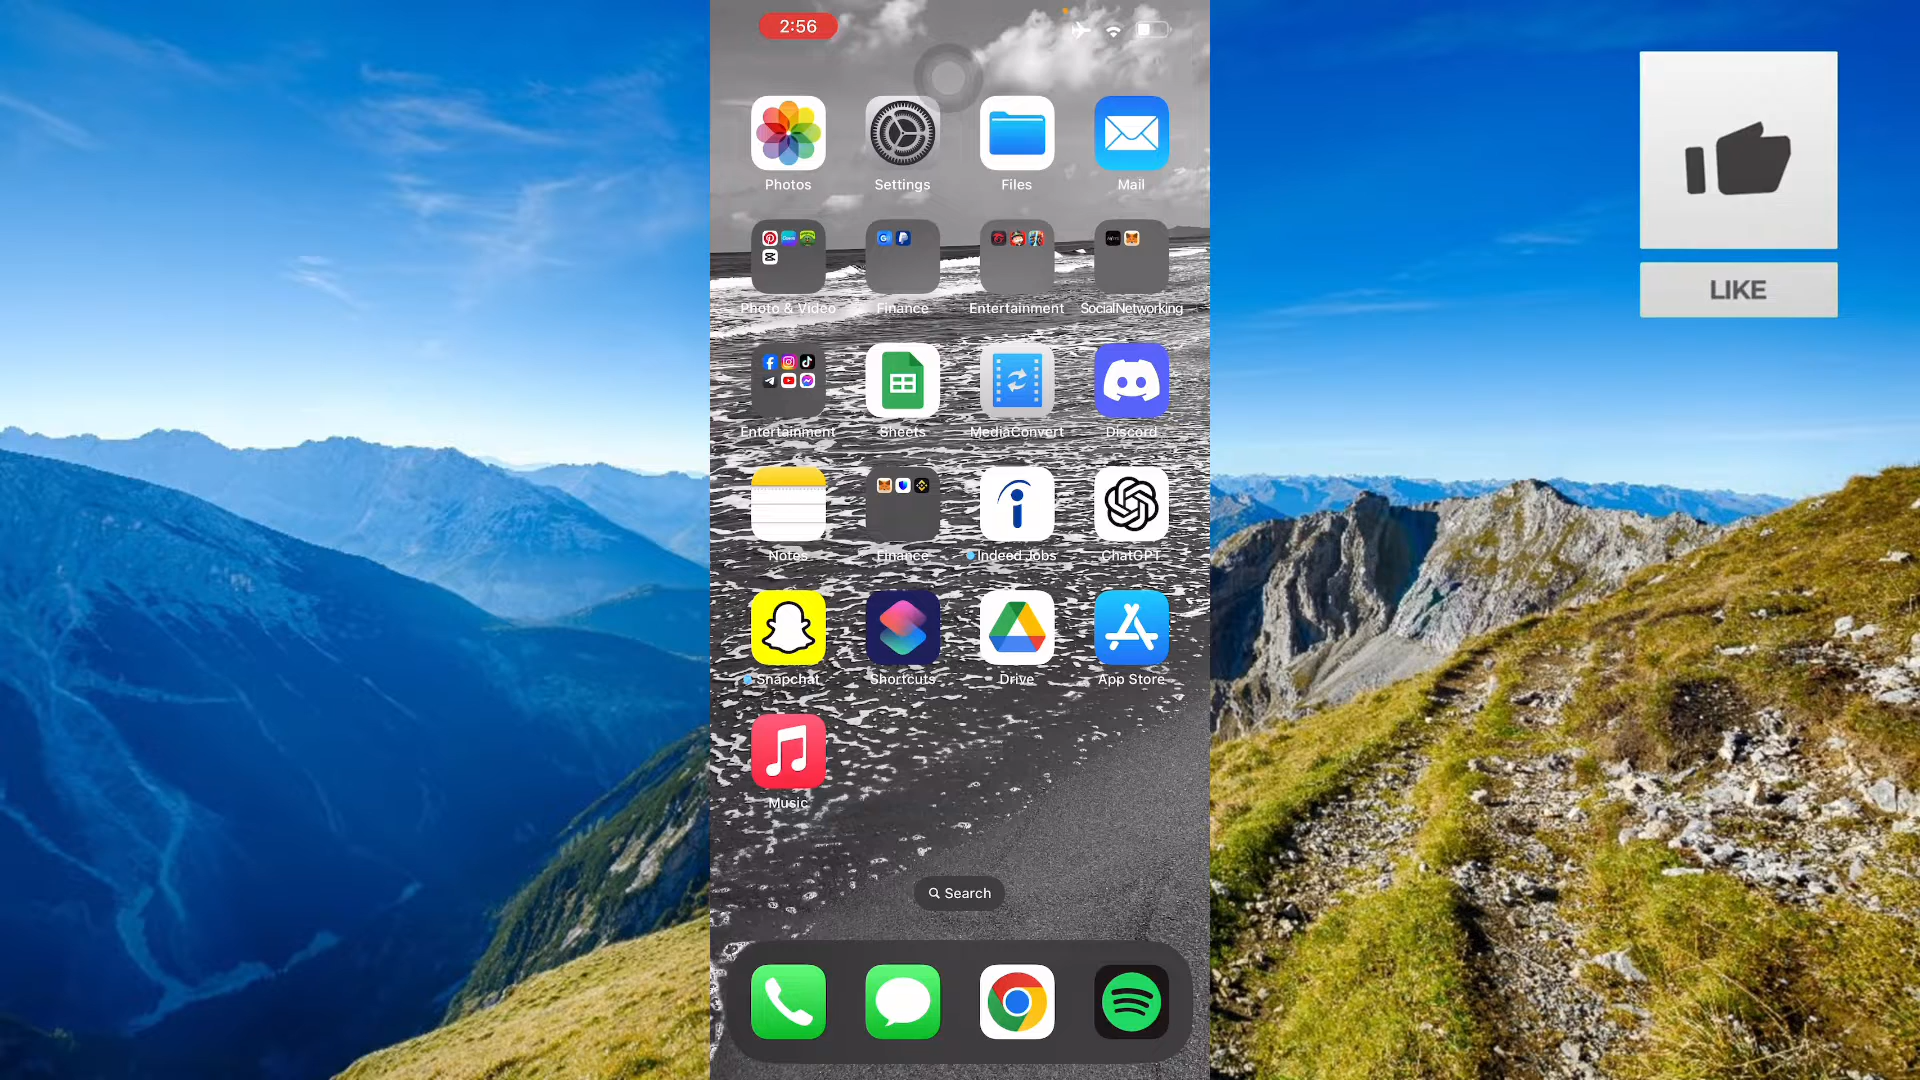 2:56
Photos
Settings
Files
Mail
Photo & Video
Finance
Entertainment
SocialNetworking
Entertainment
Sheets
MediaConvert
Discord
Notes
Finance
Indeed Jobs
ChatGPT
Snapchat
Shortcuts
Drive
App Store
Music
Search
LIKE